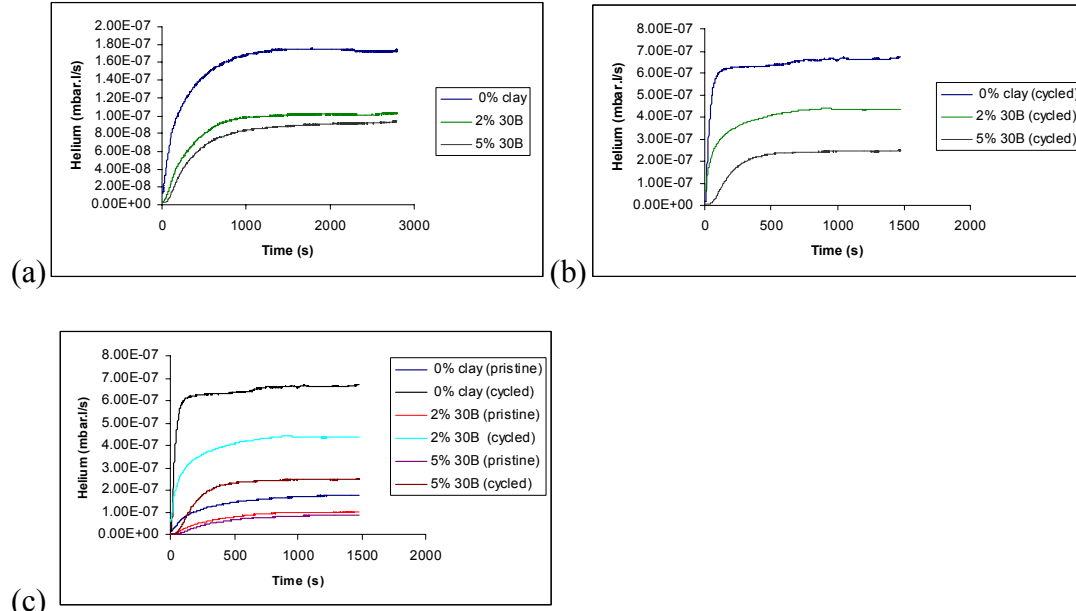 2.00E-07
1.80E-07
1.60E-07
1.40E-07
1.20E-07
1.00E-07
8.00E-08
6.00E-08
4.00E-08
2.00E-08
0.00E+00
Helium (mbar.l/s)
0 1000 2000 3000
Time (s)
0% clay
2% 30B
5% 30B
(a)
8.00E-07
7.00E-07
6.00E-07
5.00E-07
4.00E-07
3.00E-07
2.00E-07
1.00E-07
0.00E+00
Helium (mbar.l/s)
0 500 1000 1500 2000
Time (s)
0% clay (cycled)
2% 30B (cycled)
5% 30B (cycled)
(b)
8.00E-07
7.00E-07
6.00E-07
5.00E-07
4.00E-07
3.00E-07
2.00E-07
1.00E-07
0.00E+00
Helium (mbar.l/s)
0 500 1000 1500 2000
Time (s)
0% clay (pristine)
0% clay (cycled)
2% 30B (pristine)
2% 30B (cycled)
5% 30B (pristine)
5% 30B (cycled)
(c)